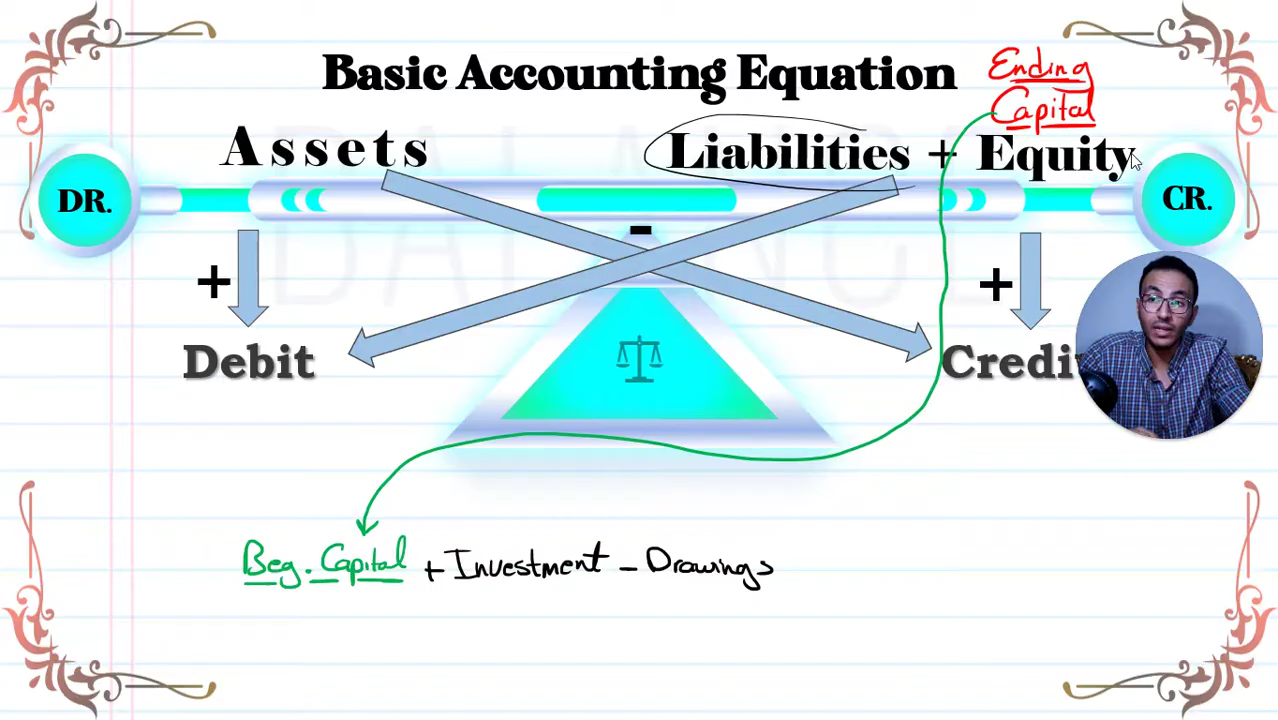 Basic Accounting Equation
Ending
Capital
Assets
Liabilities + Equity
DR.
CR.
-
+
+
Debit
Credi
Beg. Capital + Investment - Drawings